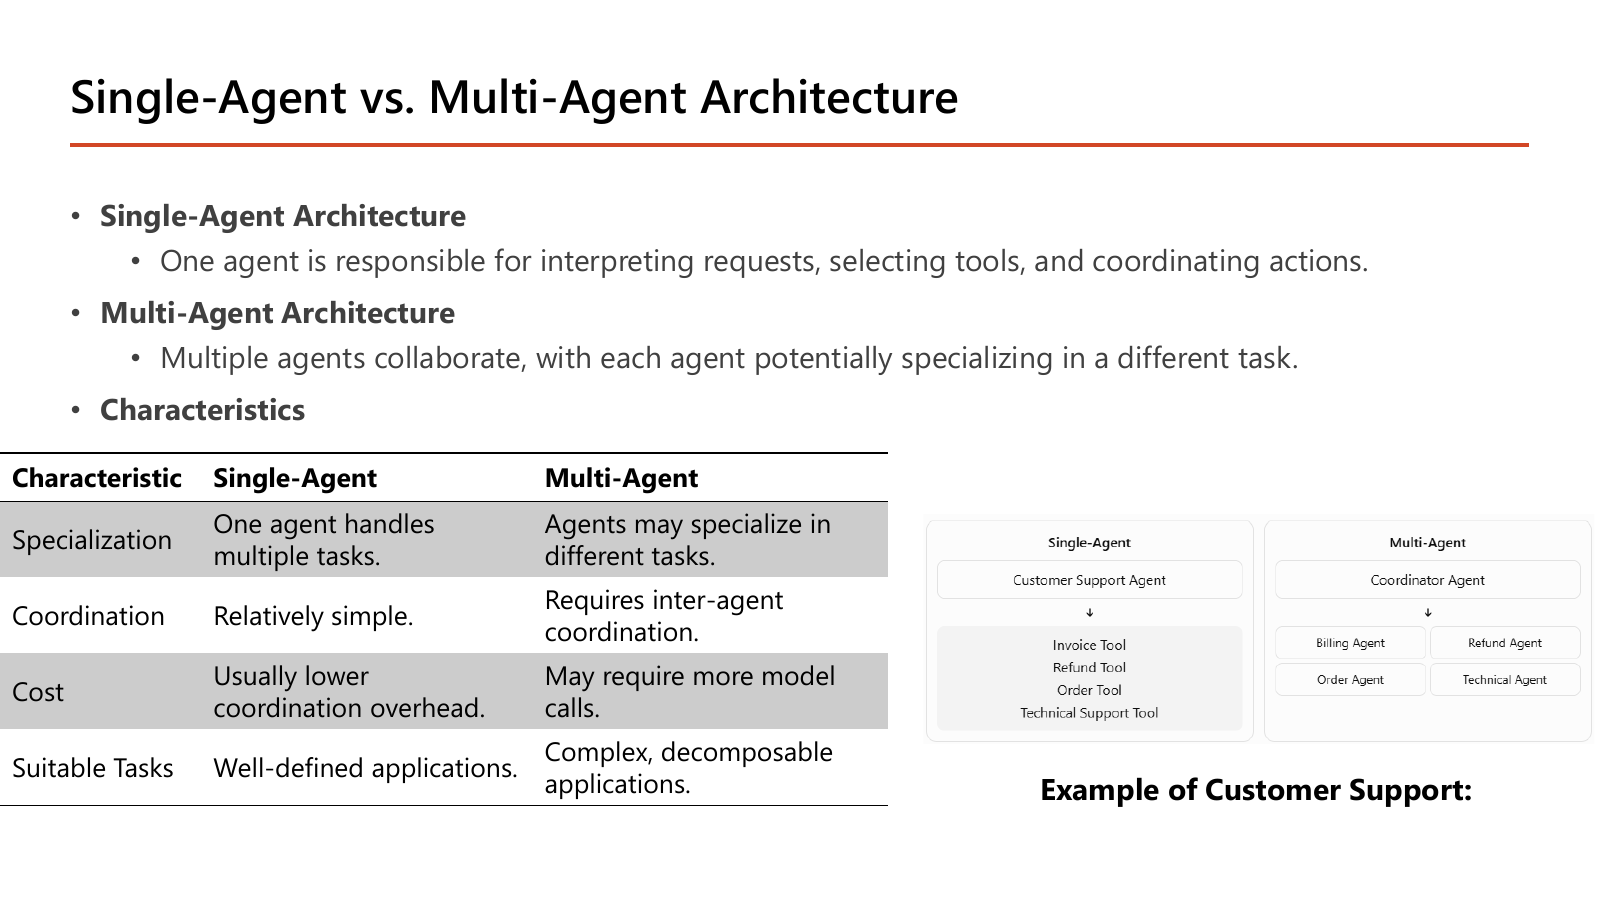 Single-Agent vs. Multi-Agent Architecture
• Single-Agent Architecture
• One agent is responsible for interpreting requests, selecting tools, and coordinating actions.
• Multi-Agent Architecture
• Multiple agents collaborate, with each agent potentially specializing in a different task.
• Characteristics
Characteristic Single-Agent Multi-Agent
Specialization One agent handles multiple tasks. Agents may specialize in different tasks.
Coordination Relatively simple. Requires inter-agent coordination.
Cost Usually lower coordination overhead. May require more model calls.
Suitable Tasks Well-defined applications. Complex, decomposable applications.
Single-Agent
Customer Support Agent
↓
Invoice Tool
Refund Tool
Order Tool
Technical Support Tool
Multi-Agent
Coordinator Agent
↓
Billing Agent Refund Agent
Order Agent Technical Agent
Example of Customer Support: